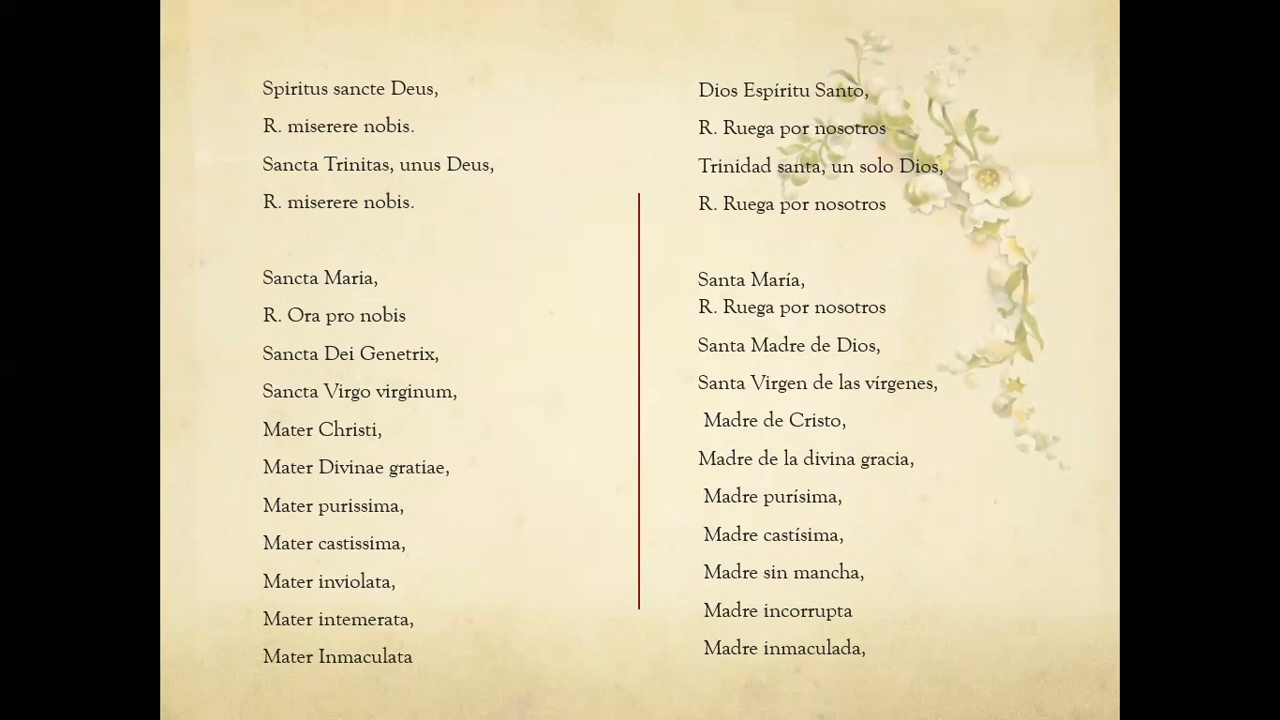 Spiritus sancte Deus,
R. miserere nobis.
Sancta Trinitas, unus Deus,
R. miserere nobis.
Sancta Maria,
R. Ora pro nobis
Sancta Dei Genetrix,
Sancta Virgo virginum,
Mater Christi,
Mater Divinae gratiae,
Mater purissima,
Mater castissima,
Mater inviolata,
Mater intemerata,
Mater Inmaculata
Dios Espíritu Santo,
R. Ruega por nosotros
Trinidad santa, un solo Dios,
R. Ruega por nosotros
Santa María,
R. Ruega por nosotros
Santa Madre de Dios,
Santa Virgen de las vírgenes,
Madre de Cristo,
Madre de la divina gracia,
Madre purísima,
Madre castísima,
Madre sin mancha,
Madre incorrupta
Madre inmaculada,